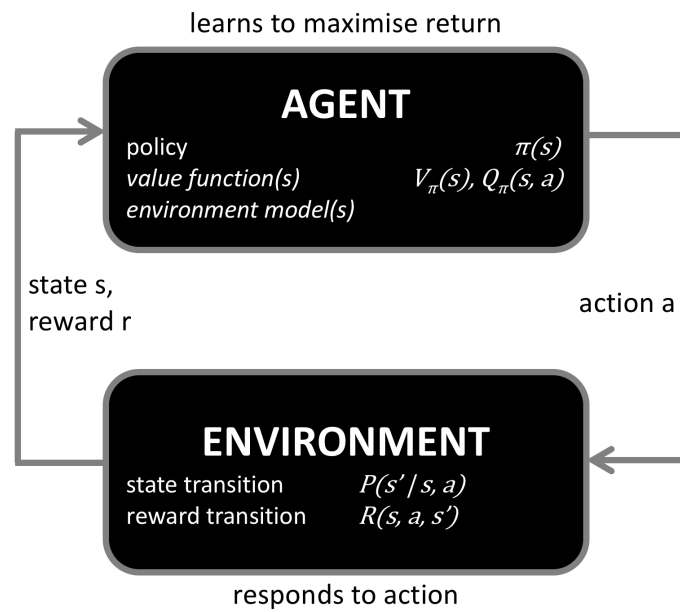 learns to maximise return
AGENT
policy π(s)
value function(s) Vπ(s), Qπ(s, a)
environment model(s)
state s,
reward r
action a
ENVIRONMENT
state transition P(s’ | s, a)
reward transition R(s, a, s’)
responds to action